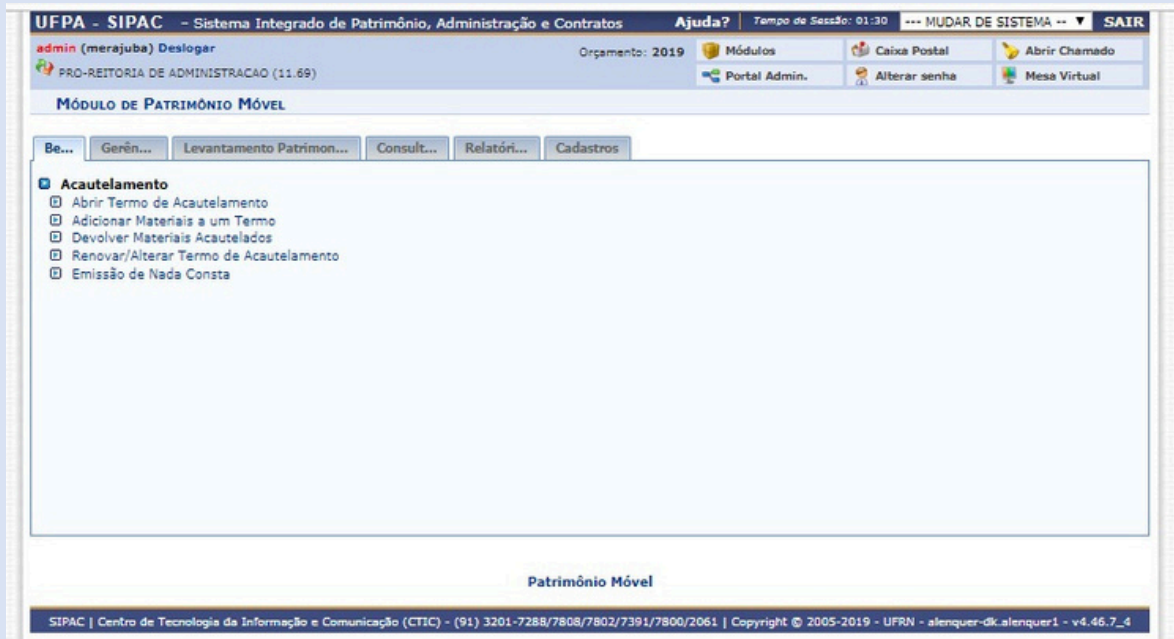 UFPA - SIPAC - Sistema Integrado de Patrimônio, Administração e Contratos Ajuda? Tempo de Sessão: 01:30 --- MUDAR DE SISTEMA -- SAIR
admin (merajuba) Deslogar Orçamento: 2019 Módulos Caixa Postal Abrir Chamado
PRO-REITORIA DE ADMINISTRACAO (11.69) Portal Admin. Alterar senha Mesa Virtual
MÓDULO DE PATRIMÔNIO MÓVEL
Be... Gerên... Levantamento Patrimon... Consult... Relatóri... Cadastros
Acautelamento
Abrir Termo de Acautelamento
Adicionar Materiais a um Termo
Devolver Materiais Acautelados
Renovar/Alterar Termo de Acautelamento
Emissão de Nada Consta
Patrimônio Móvel
SIPAC | Centro de Tecnologia da Informação e Comunicação (CTIC) - (91) 3201-7288/7808/7802/7391/7800/2061 | Copyright © 2005-2019 - UFRN - alenquer-dk.alenquer1 - v4.46.7_4